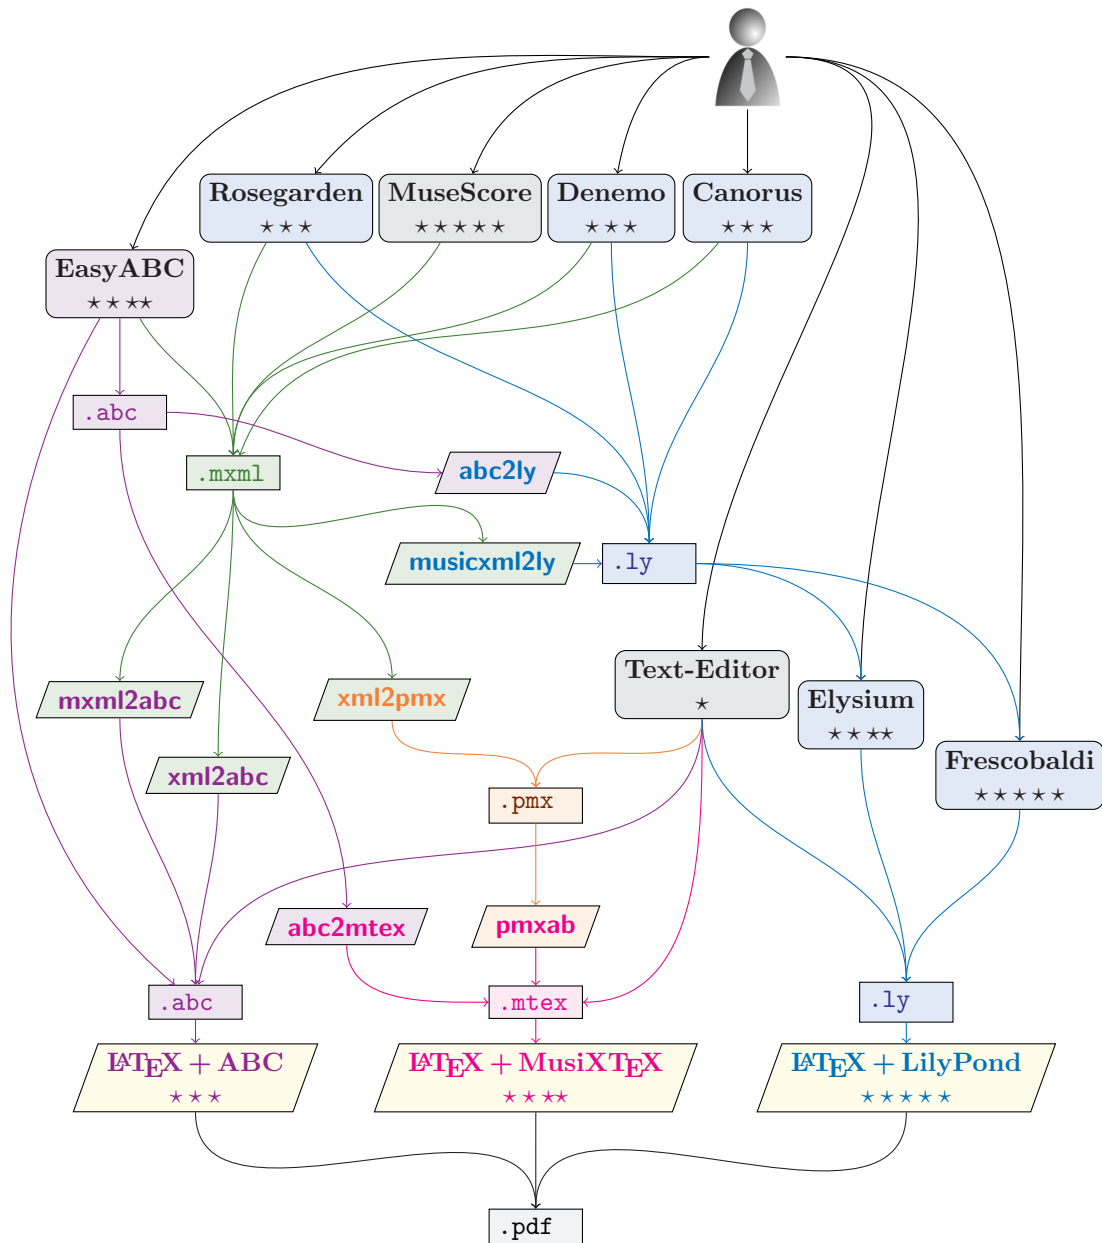 Rosegarden
⋆⋆⋆
MuseScore
⋆⋆⋆⋆⋆
Denemo
⋆⋆⋆
Canorus
⋆⋆⋆
EasyABC
⋆⋆⋆⋆
.abc
.mxml
abc2ly
musicxml2ly
.ly
Text-Editor
⋆
mxml2abc
xml2pmx
Elysium
⋆⋆⋆⋆
xml2abc
Frescobaldi
⋆⋆⋆⋆⋆
.pmx
abc2mtex
pmxab
.abc
.mtex
.ly
LATEX + ABC
⋆⋆⋆
LATEX + MusiXTEX
⋆⋆⋆⋆
LATEX + LilyPond
⋆⋆⋆⋆⋆
.pdf